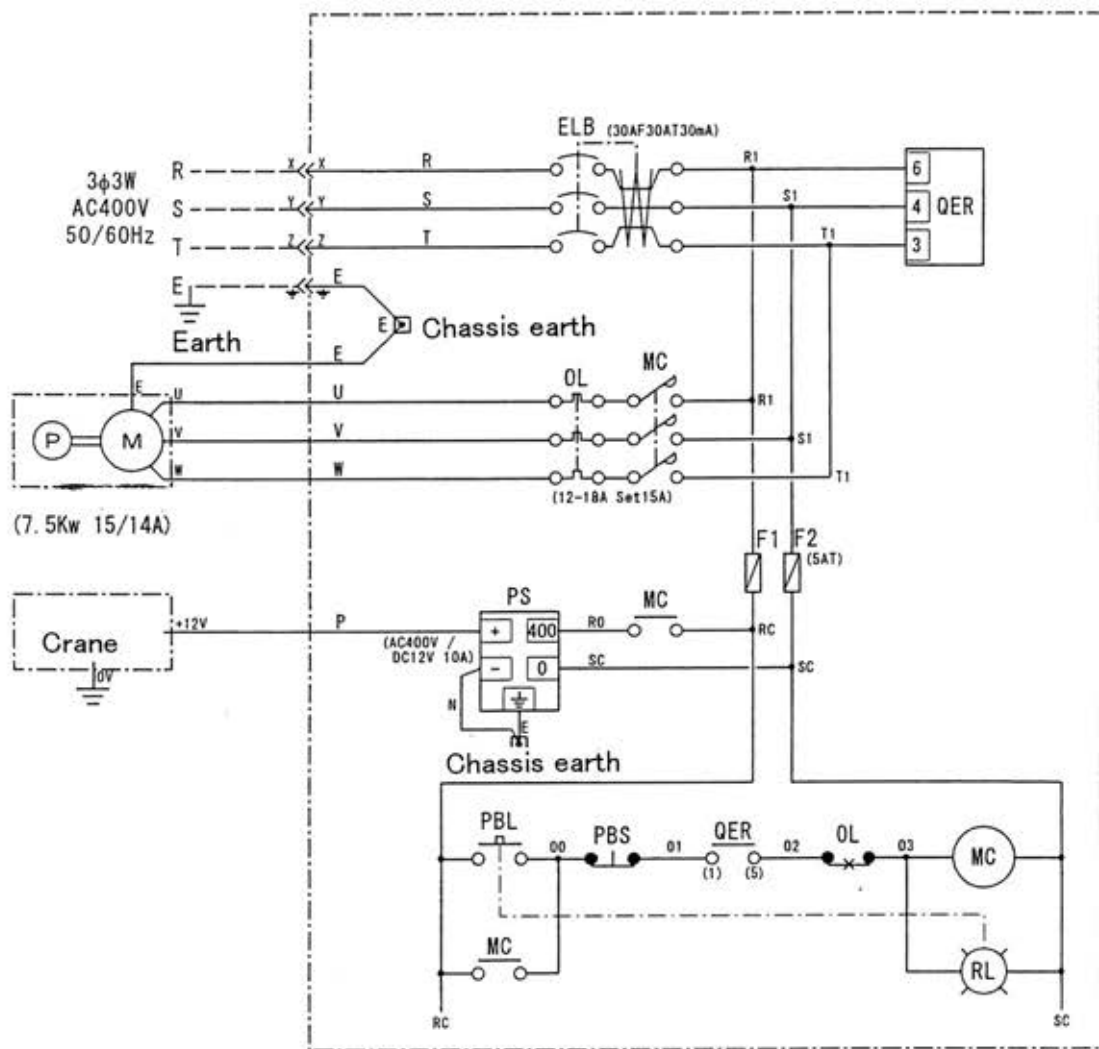 ELB (30AF30AT30mA)
3φ3W
AC400V
50/60Hz
R X X R R1 6
S Y Y S S1 4 QER
T Z Z T T1 3
E E
E Chassis earth
Earth E
E
OL MC
U U R1
P M V V S1
W W T1
(12-18A Set15A)
(7.5Kw 15/14A)
F1 F2
(5AT)
PS MC
Crane +12V P + 400 R0 RC
(AC400V /
DC12V 10A)
- 0 SC SC
0V
N E
Chassis earth
PBL 00 PBS 01 QER 02 OL 03 MC
(1) (5)
MC RL
RC SC